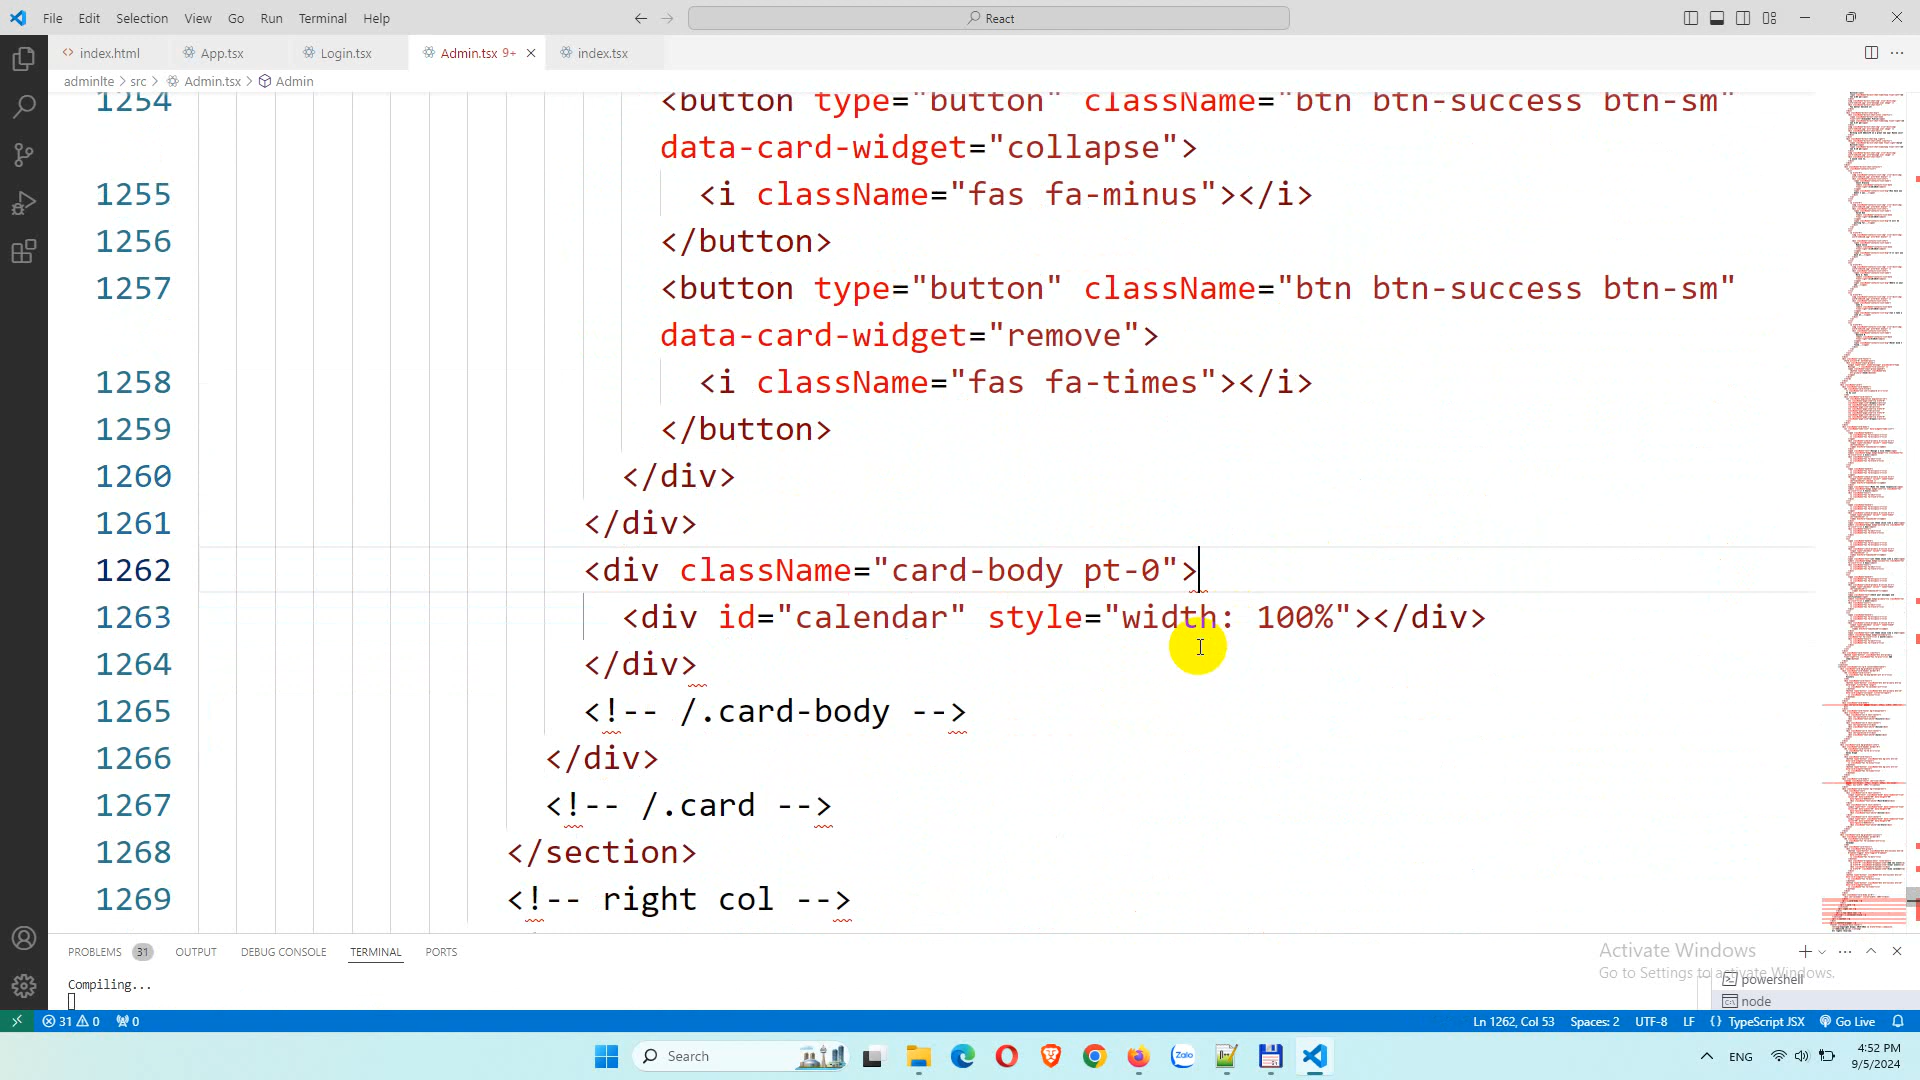 File Edit Selection View Go Run Terminal Help
React
index.html App.tsx Login.tsx Admin.tsx 9+ index.tsx
adminlte > src > Admin.tsx > Admin
1254 <button type="button" className="btn btn-success btn-sm"
data-card-widget="collapse">
1255 <i className="fas fa-minus"></i>
1256 </button>
1257 <button type="button" className="btn btn-success btn-sm"
data-card-widget="remove">
1258 <i className="fas fa-times"></i>
1259 </button>
1260 </div>
1261 </div>
1262 <div className="card-body pt-0">
1263 <div id="calendar" style="width: 100%"></div>
1264 </div>
1265 <!-- /.card-body -->
1266 </div>
1267 <!-- /.card -->
1268 </section>
1269 <!-- right col -->
PROBLEMS 31 OUTPUT DEBUG CONSOLE TERMINAL PORTS
Activate Windows
Go to Settings to activate Windows.
Compiling...
powershell
node
31 0 0
Ln 1262, Col 53 Spaces: 2 UTF-8 LF {} TypeScript JSX Go Live
Search
Zalo
ENG
4:52 PM
9/5/2024